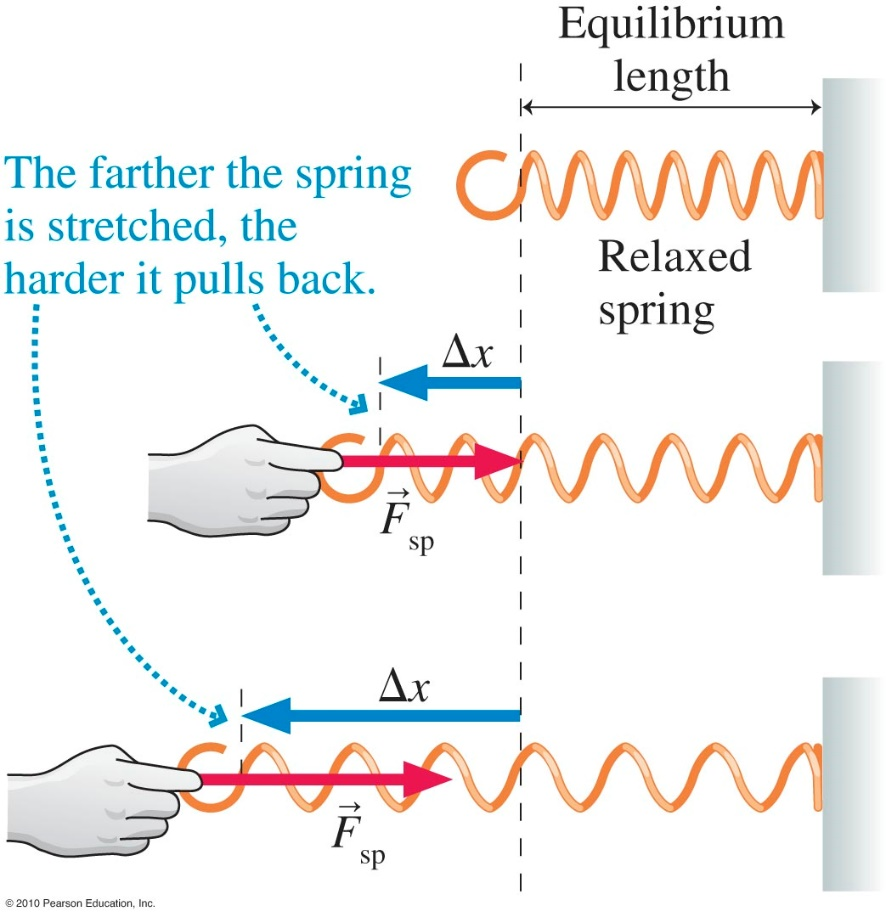 Equilibrium
length
The farther the spring
is stretched, the
harder it pulls back.
Relaxed
spring
Δx
F⃗sp
Δx
F⃗sp
© 2010 Pearson Education, Inc.